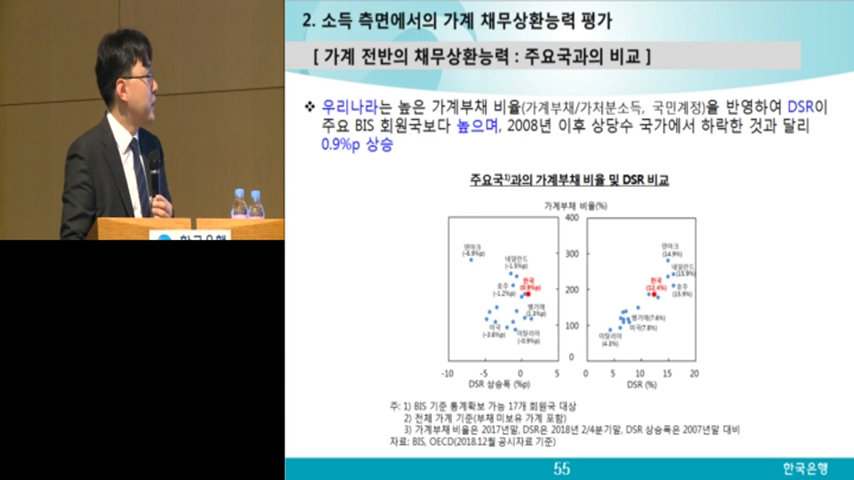 2. 소득 측면에서의 가계 채무상환능력 평가
[ 가계 전반의 채무상환능력 : 주요국과의 비교 ]
❖ 우리나라는 높은 가계부채 비율(가계부채/가처분소득, 국민계정)을 반영하여 DSR이
주요 BIS 회원국보다 높으며, 2008년 이후 상당수 국가에서 하락한 것과 달리
0.9%p 상승
주요국1)과의 가계부채 비율 및 DSR 비교
가계부채 비율(%)
400
300
200
100
0
덴마크
네덜란드
(-1.5%p)
한국
(0.9%p)
호주
(-1.2%p)
벨기에
(1.3%p)
미국
(-3.6%p)
이탈리아
(-0.9%p)
-10 -5 0 5
DSR 상승폭 (%p)
덴마크
(14.9%)
네덜란드
(15.9%)
한국
(12.4%)
호주
(15.9%)
벨기에(7.6%)
미국(7.8%)
이탈리아
(4.3%)
0 5 10 15 20
DSR (%)
주: 1) BIS 기준 통계확보 가능 17개 회원국 대상
2) 전체 가계 기준(부채 미보유 가계 포함)
3) 가계부채 비율은 2017년말, DSR은 2018년 2/4분기말, DSR 상승폭은 2007년말 대비
자료: BIS, OECD(2018.12월 공시자료 기준)
55
한국은행
한국은행